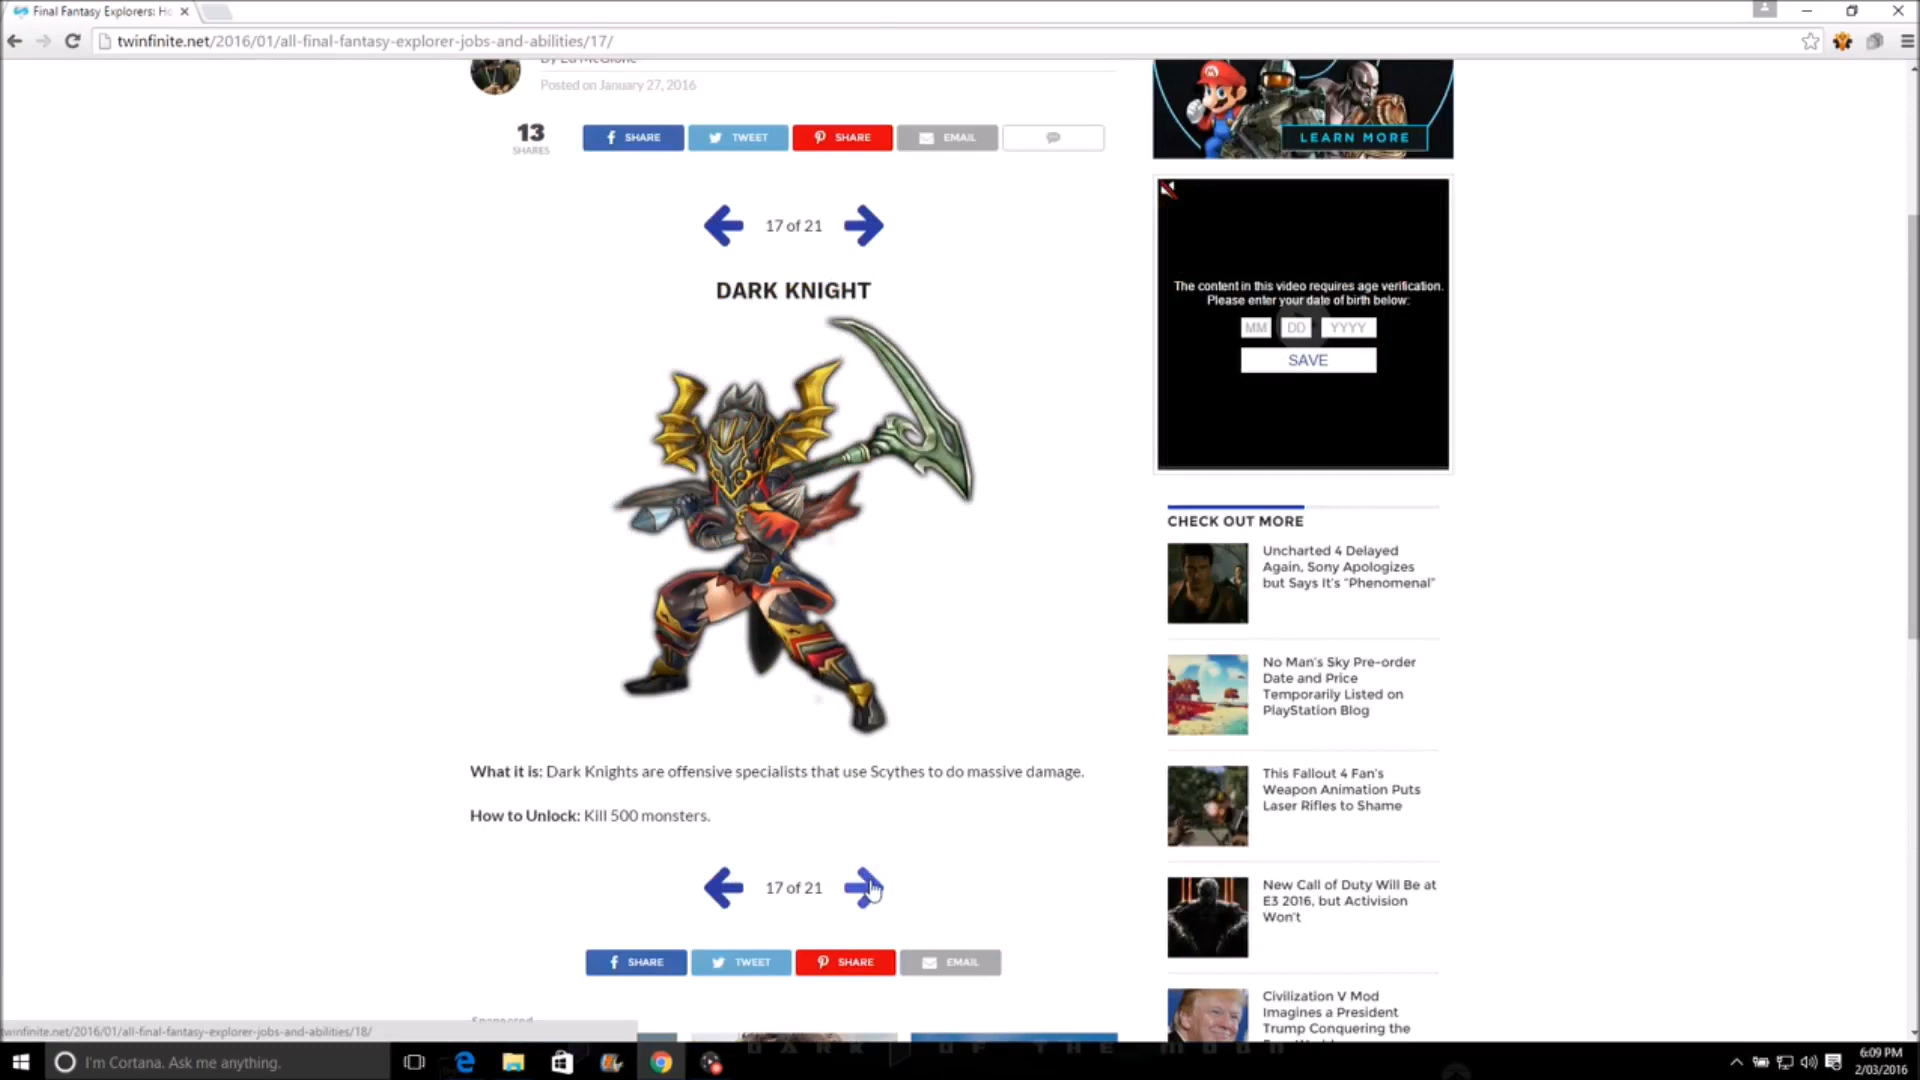 Final Fantasy Explorers: Ho
twinfinite.net/2016/01/all-final-fantasy-explorer-jobs-and-abilities/17/
Posted on January 27, 2016
13
SHARES
SHARE
TWEET
SHARE
EMAIL
LEARN MORE
17 of 21
DARK KNIGHT
The content in this video requires age verification.
Please enter your date of birth below:
MM DD YYYY
SAVE
CHECK OUT MORE
Uncharted 4 Delayed
Again, Sony Apologizes
but Says It's "Phenomenal"
No Man's Sky Pre-order
Date and Price
Temporarily Listed on
PlayStation Blog
This Fallout 4 Fan's
Weapon Animation Puts
Laser Rifles to Shame
New Call of Duty Will Be at
E3 2016, but Activision
Won't
Civilization V Mod
Imagines a President
Trump Conquering the
What it is: Dark Knights are offensive specialists that use Scythes to do massive damage.
How to Unlock: Kill 500 monsters.
17 of 21
SHARE
TWEET
SHARE
EMAIL
Sponsored
twinfinite.net/2016/01/all-final-fantasy-explorer-jobs-and-abilities/18/
I'm Cortana. Ask me anything.
DARK OF THE MOON
6:09 PM
2/03/2016